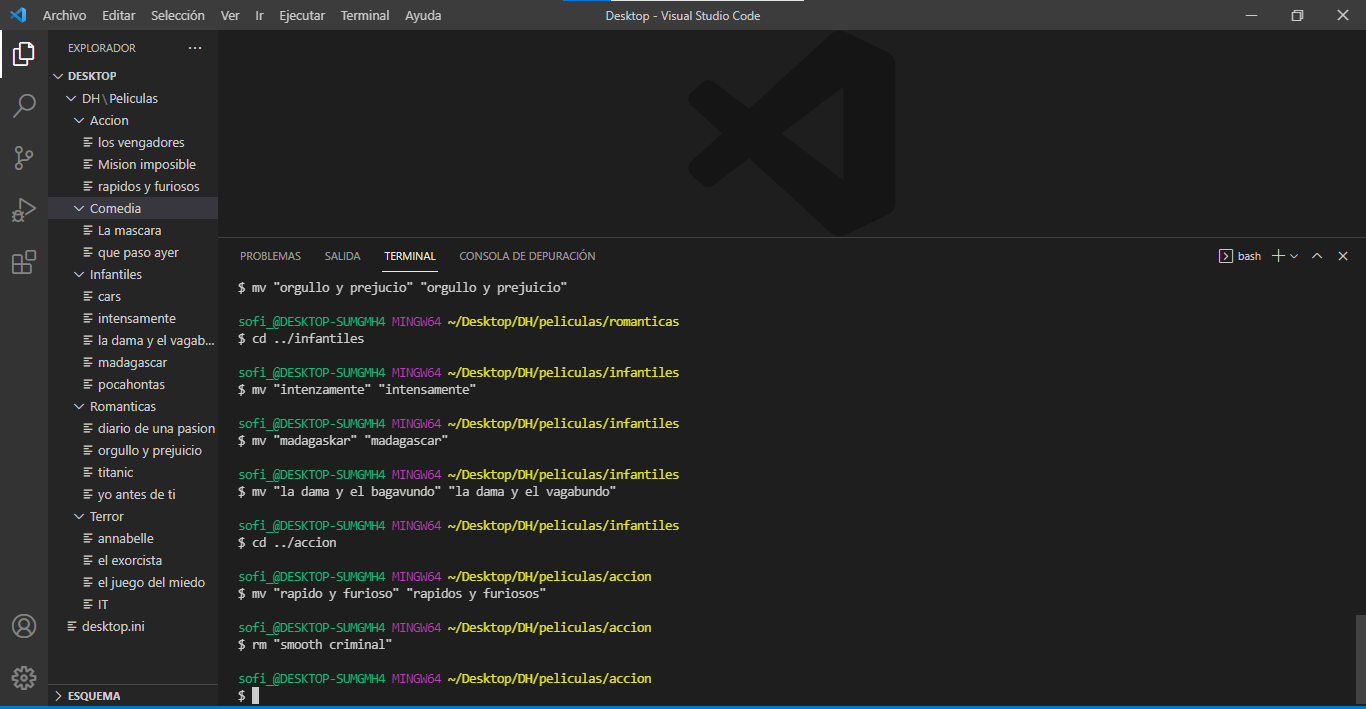 Archivo Editar Selección Ver Ir Ejecutar Terminal Ayuda Desktop - Visual Studio Code
EXPLORADOR
DESKTOP
DH\Peliculas
Accion
los vengadores
Mision imposible
rapidos y furiosos
Comedia
La mascara
que paso ayer
Infantiles
cars
intensamente
la dama y el vagab...
madagascar
pocahontas
Romanticas
diario de una pasion
orgullo y prejuicio
titanic
yo antes de ti
Terror
annabelle
el exorcista
el juego del miedo
IT
desktop.ini
ESQUEMA
PROBLEMAS SALIDA TERMINAL CONSOLA DE DEPURACIÓN bash
$ mv "orgullo y prejucio" "orgullo y prejuicio"
sofi_@DESKTOP-SUMGMH4 MINGW64 ~/Desktop/DH/peliculas/romanticas
$ cd ../infantiles
sofi_@DESKTOP-SUMGMH4 MINGW64 ~/Desktop/DH/peliculas/infantiles
$ mv "intenzamente" "intensamente"
sofi_@DESKTOP-SUMGMH4 MINGW64 ~/Desktop/DH/peliculas/infantiles
$ mv "madagaskar" "madagascar"
sofi_@DESKTOP-SUMGMH4 MINGW64 ~/Desktop/DH/peliculas/infantiles
$ mv "la dama y el bagavundo" "la dama y el vagabundo"
sofi_@DESKTOP-SUMGMH4 MINGW64 ~/Desktop/DH/peliculas/infantiles
$ cd ../accion
sofi_@DESKTOP-SUMGMH4 MINGW64 ~/Desktop/DH/peliculas/accion
$ mv "rapido y furioso" "rapidos y furiosos"
sofi_@DESKTOP-SUMGMH4 MINGW64 ~/Desktop/DH/peliculas/accion
$ rm "smooth criminal"
sofi_@DESKTOP-SUMGMH4 MINGW64 ~/Desktop/DH/peliculas/accion
$